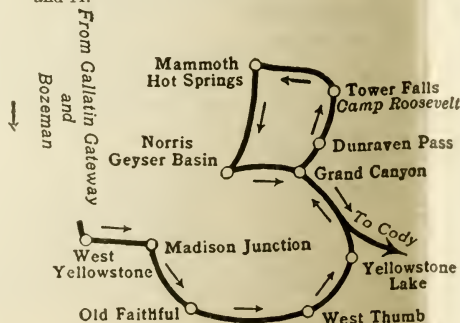 From Gallatin Gateway
and
Bozeman
Mammoth
Hot Springs
Tower Falls
Camp Roosevelt
Norris
Geyser Basin
Dunraven Pass
Grand Canyon
To Cody
West
Yellowstone
Madison Junction
Yellowstone
Lake
Old Faithful
West Thumb